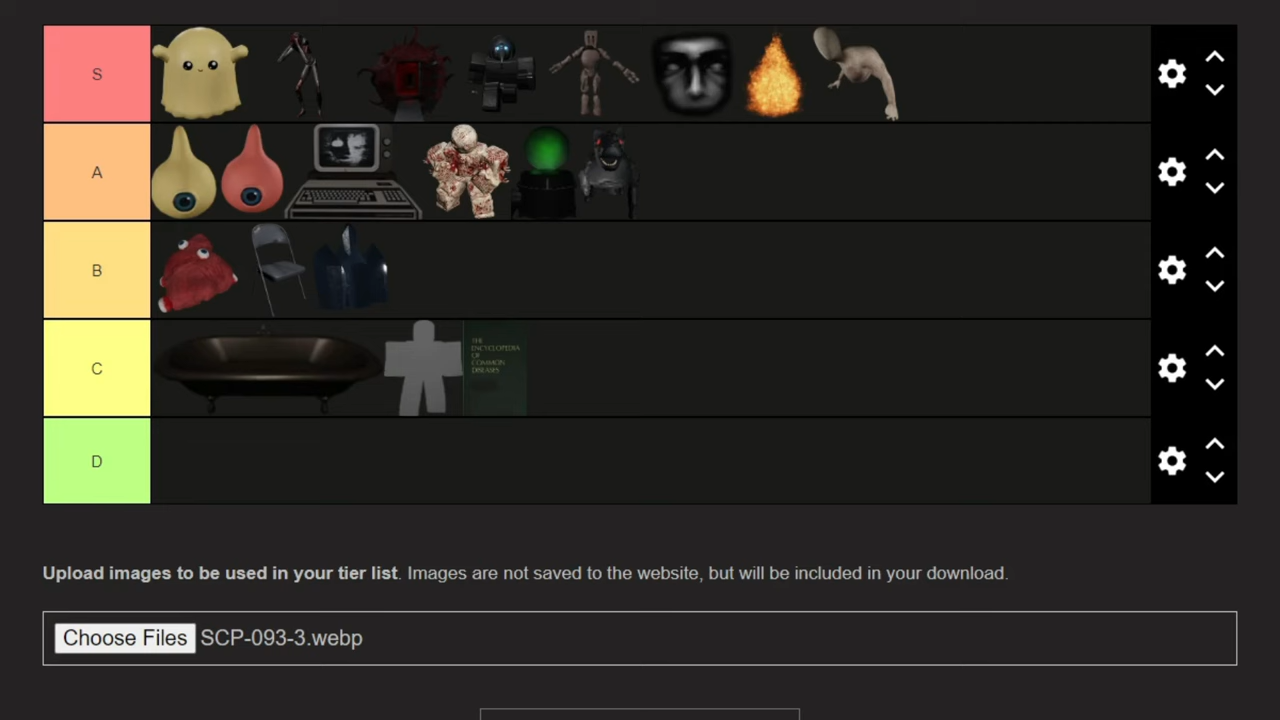 S
A
B
C
THE
ENCYCLOPEDIA
OF
COMMON
DISEASES
D
Upload images to be used in your tier list. Images are not saved to the website, but will be included in your download.
Choose Files SCP-093-3.webp